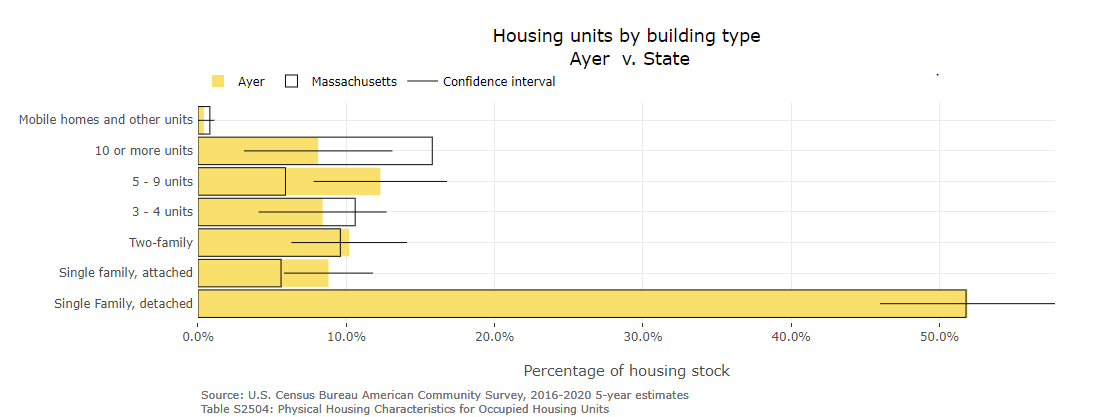 Housing units by building type
Ayer v. State
Ayer Massachusetts Confidence interval
Mobile homes and other units
10 or more units
5 - 9 units
3 - 4 units
Two-family
Single family, attached
Single Family, detached
0.0% 10.0% 20.0% 30.0% 40.0% 50.0%
Percentage of housing stock
Source: U.S. Census Bureau American Community Survey, 2016-2020 5-year estimates
Table S2504: Physical Housing Characteristics for Occupied Housing Units